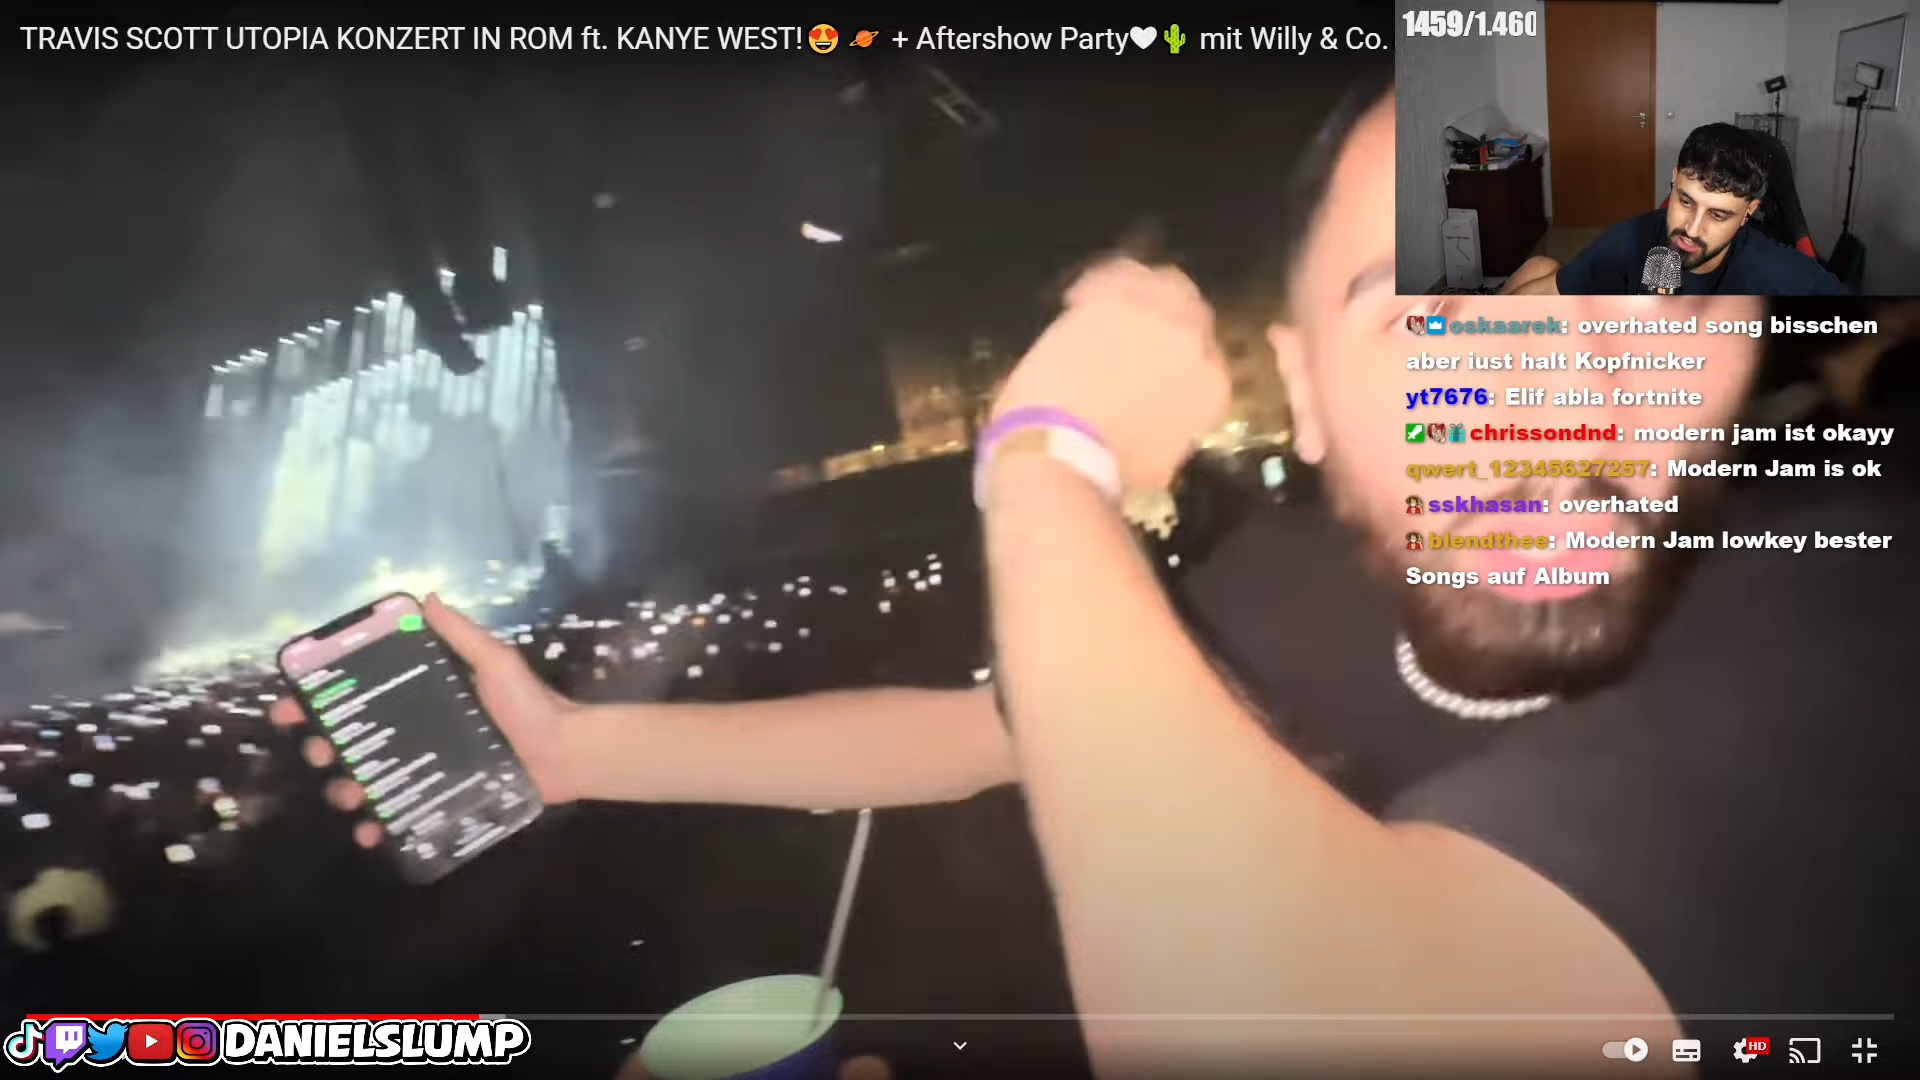 TRAVIS SCOTT UTOPIA KONZERT IN ROM ft. KANYE WEST!😍 🪐 + Aftershow Party🤍🌵 mit Willy & Co.
1459/1.460
oskaarek: overhated song bisschen
aber iust halt Kopfnicker
yt7676: Elif abla fortnite
chrissondnd: modern jam ist okayy
qwert_12345627257: Modern Jam is ok
sskhasan: overhated
blendthee: Modern Jam lowkey bester
Songs auf Album
DANIELSLUMP
HD